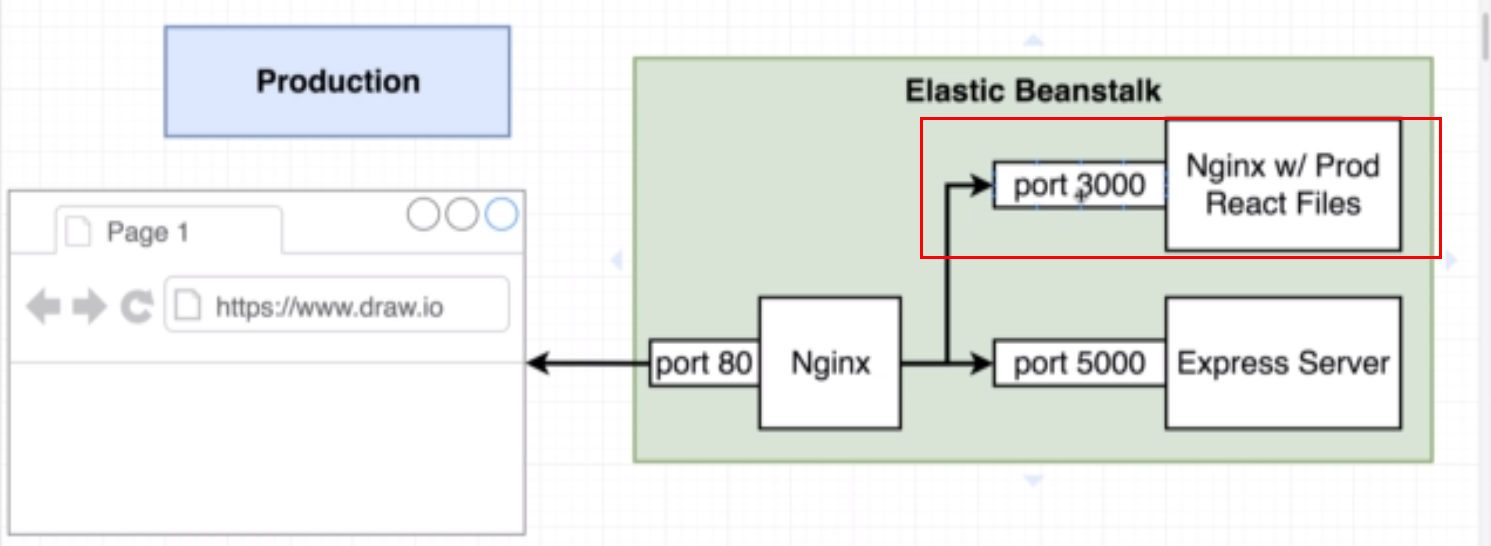 Production
Elastic Beanstalk
Page 1
https://www.draw.io
port 3000
Nginx w/ Prod
React Files
port 80
Nginx
port 5000
Express Server